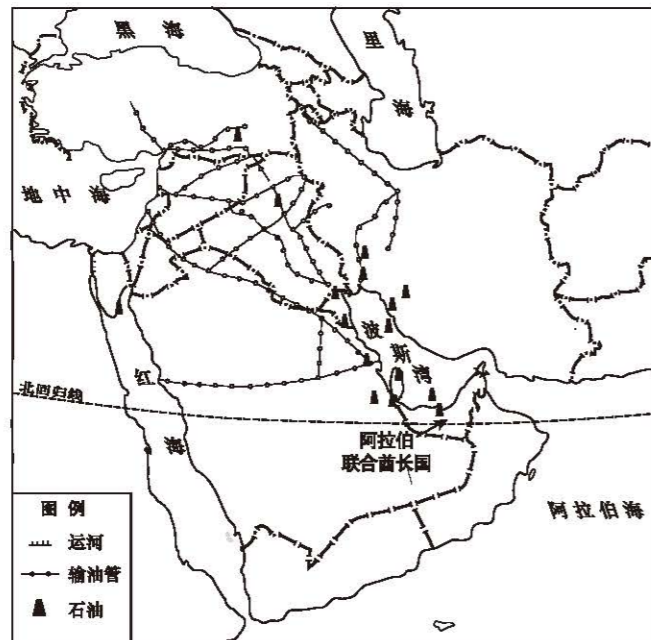 黑海
里海
地中海
波斯湾
红海
北回归线
阿拉伯
联合酋长国
阿拉伯海
图例
运河
输油管
石油